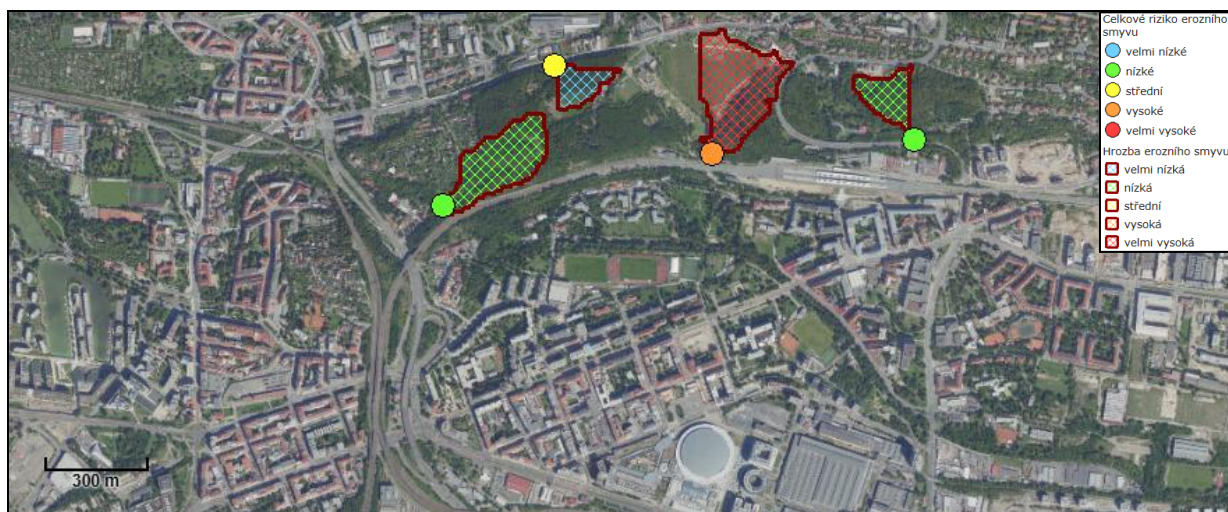 Celkové riziko erozního
smyvu
velmi nízké
nízké
střední
vysoké
velmi vysoké
Hrozba erozního smyvu
velmi nízká
nízká
střední
vysoká
velmi vysoká
300 m